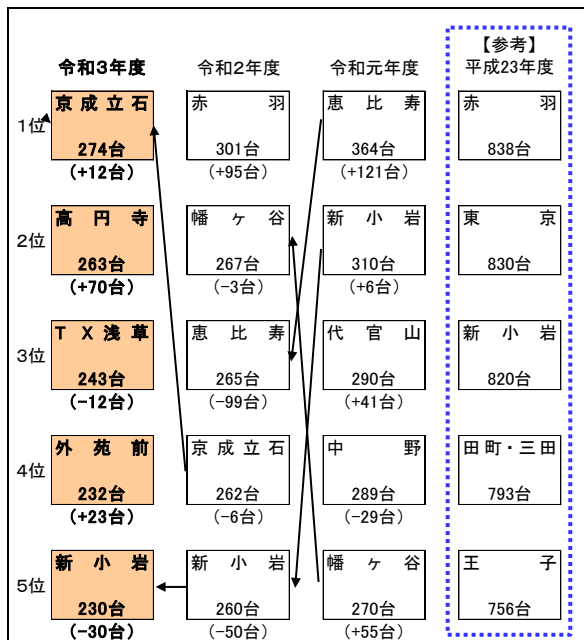 【参考】
令和3年度 令和2年度 令和元年度 平成23年度
1位 京成立石 赤羽 恵比寿 赤羽
274台 301台 364台 838台
(+12台) (+95台) (+121台)
2位 高円寺 幡ヶ谷 新小岩 東京
263台 267台 310台 830台
(+70台) (-3台) (+6台)
3位 TX浅草 恵比寿 代官山 新小岩
243台 265台 290台 820台
(-12台) (-99台) (+41台)
4位 外苑前 京成立石 中野 田町・三田
232台 262台 289台 793台
(+23台) (-6台) (-29台)
5位 新小岩 新小岩 幡ヶ谷 王子
230台 260台 270台 756台
(-30台) (-50台) (+55台)